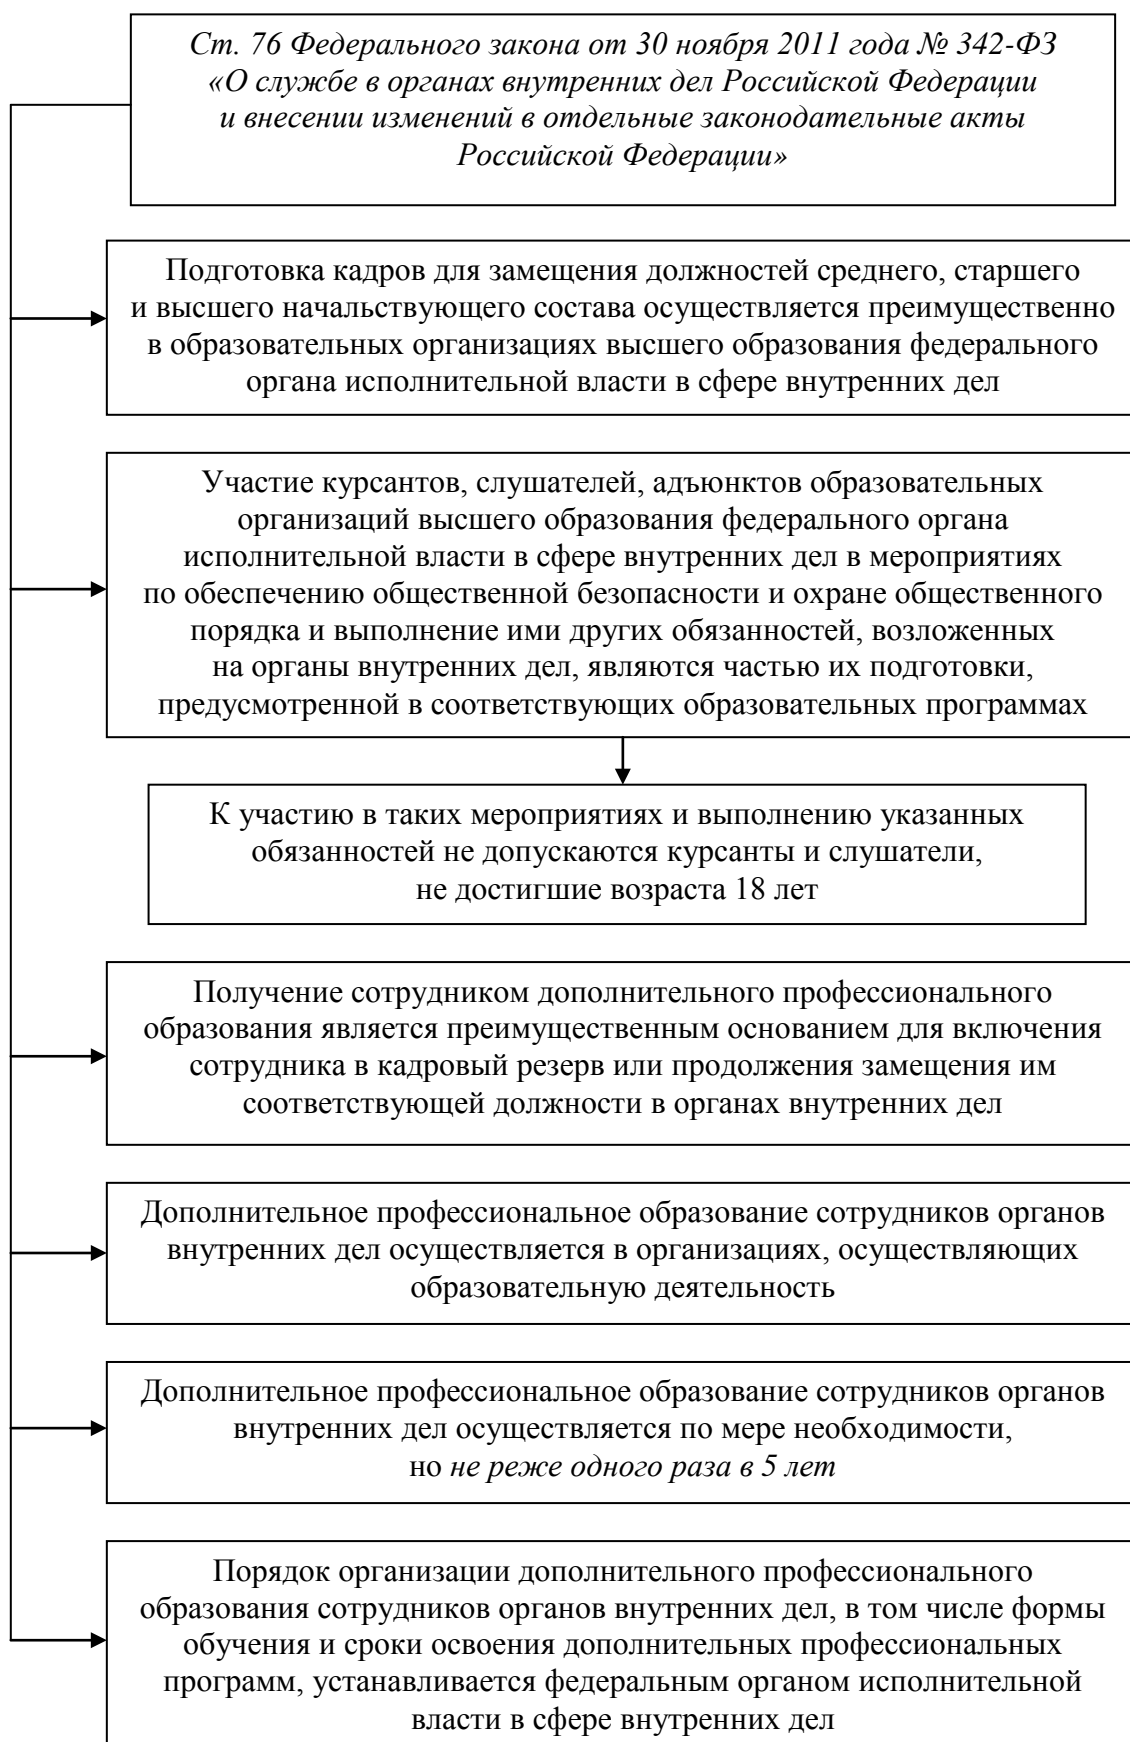 Ст. 76 Федерального закона от 30 ноября 2011 года № 342-ФЗ
«О службе в органах внутренних дел Российской Федерации
и внесении изменений в отдельные законодательные акты
Российской Федерации»
Подготовка кадров для замещения должностей среднего, старшего
и высшего начальствующего состава осуществляется преимущественно
в образовательных организациях высшего образования федерального
органа исполнительной власти в сфере внутренних дел
Участие курсантов, слушателей, адъюнктов образовательных
организаций высшего образования федерального органа
исполнительной власти в сфере внутренних дел в мероприятиях
по обеспечению общественной безопасности и охране общественного
порядка и выполнение ими других обязанностей, возложенных
на органы внутренних дел, являются частью их подготовки,
предусмотренной в соответствующих образовательных программах
К участию в таких мероприятиях и выполнению указанных
обязанностей не допускаются курсанты и слушатели,
не достигшие возраста 18 лет
Получение сотрудником дополнительного профессионального
образования является преимущественным основанием для включения
сотрудника в кадровый резерв или продолжения замещения им
соответствующей должности в органах внутренних дел
Дополнительное профессиональное образование сотрудников органов
внутренних дел осуществляется в организациях, осуществляющих
образовательную деятельность
Дополнительное профессиональное образование сотрудников органов
внутренних дел осуществляется по мере необходимости,
но не реже одного раза в 5 лет
Порядок организации дополнительного профессионального
образования сотрудников органов внутренних дел, в том числе формы
обучения и сроки освоения дополнительных профессиональных
программ, устанавливается федеральным органом исполнительной
власти в сфере внутренних дел